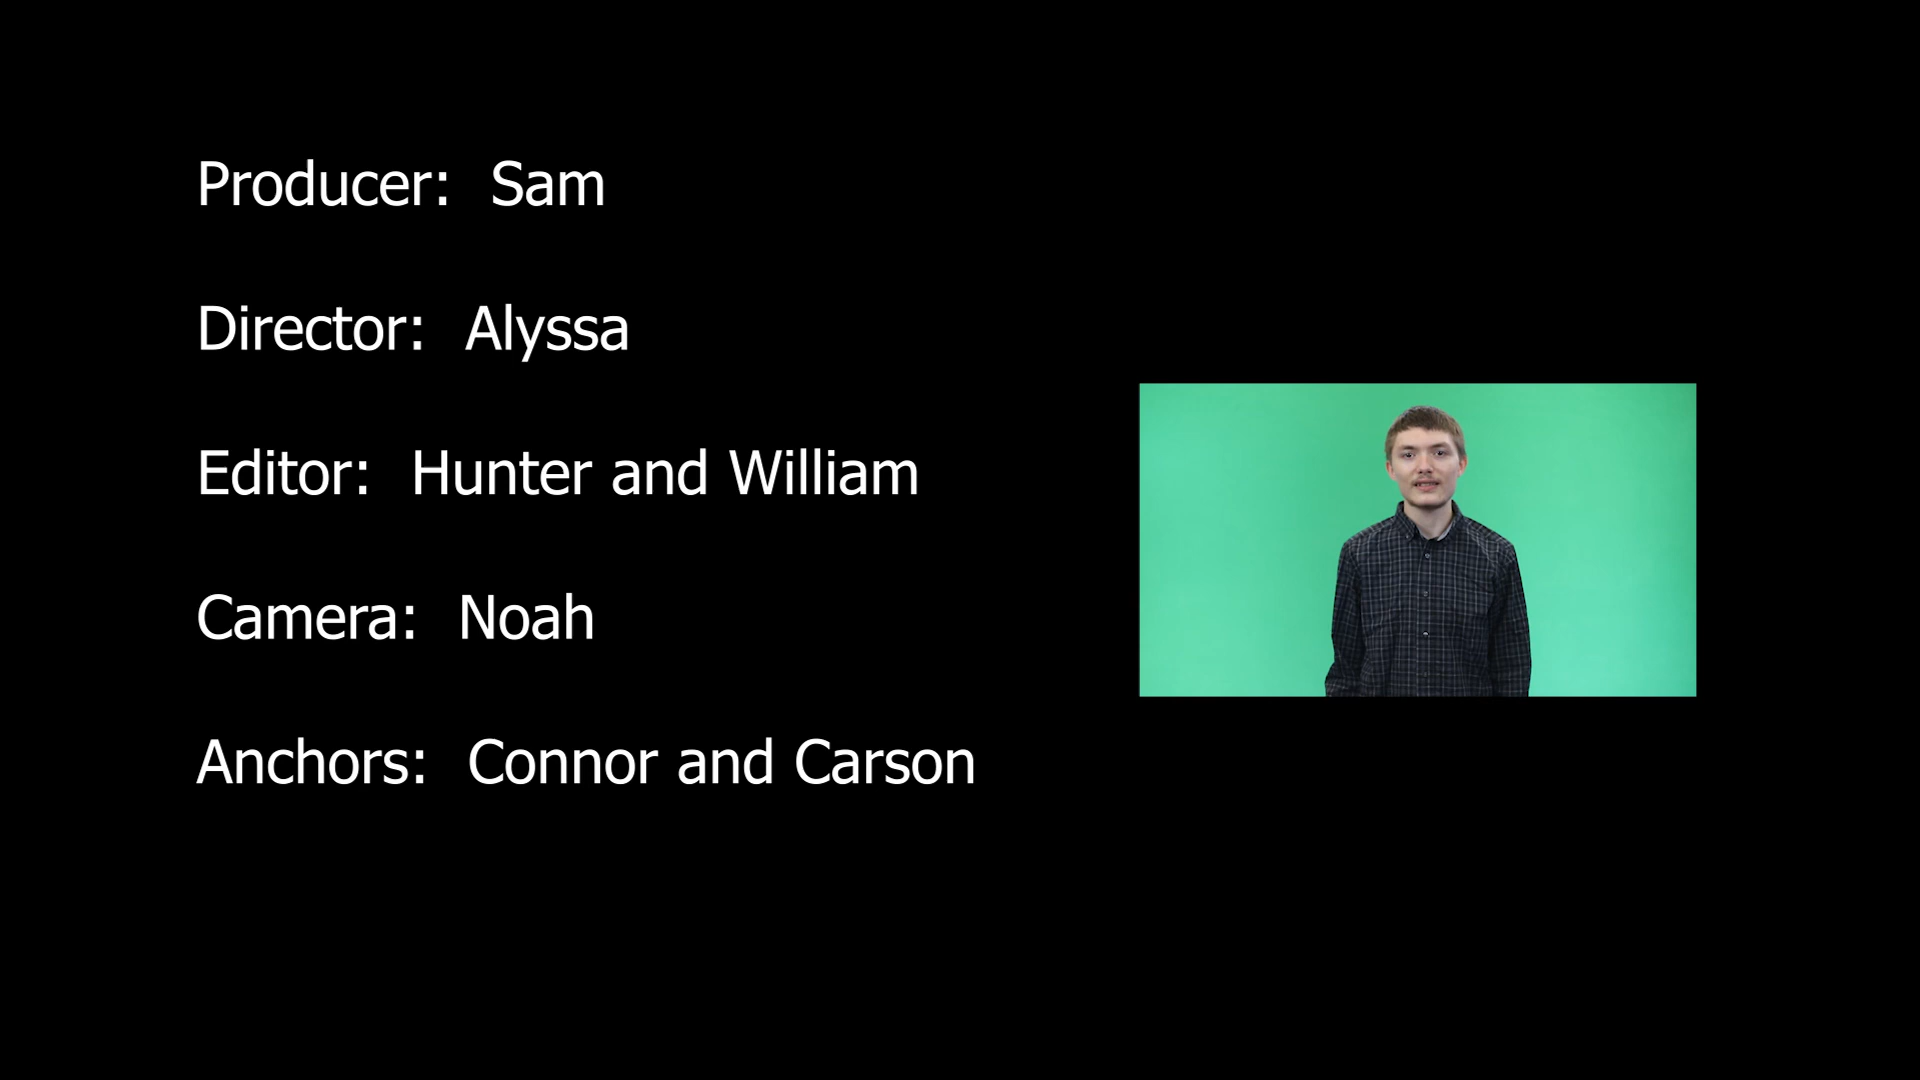 Producer:  Sam
Director:  Alyssa
Editor:  Hunter and William
Camera:  Noah
Anchors:  Connor and Carson